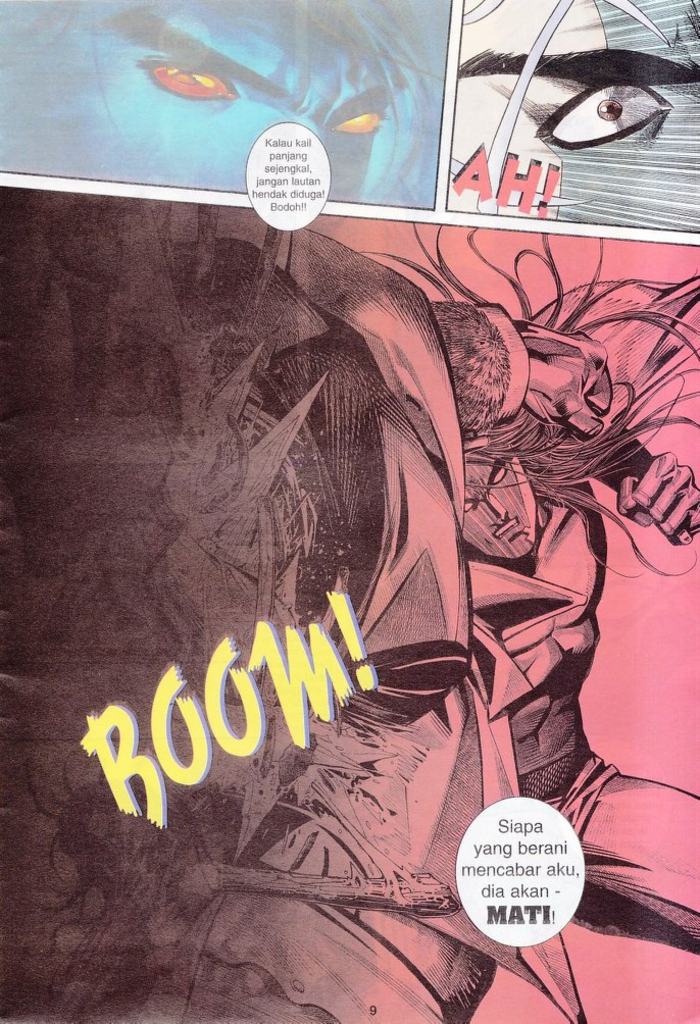 Kalau kail
panjang
sejengkal,
jangan lautan
hendak diduga!
Bodoh!!
AH!
BOOM!
Siapa
yang berani
mencabar aku,
dia akan -
MATI!
9